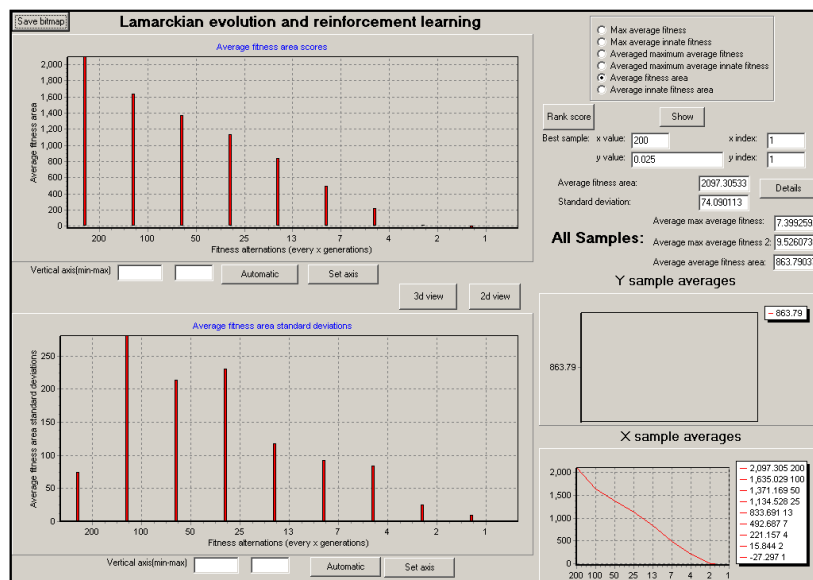 Save bitmap
Lamarckian evolution and reinforcement learning
Average fitness area scores
Average fitness area
2,000
1,800
1,600
1,400
1,200
1,000
800
600
400
200
0
200 100 50 25 13 7 4 2 1
Fitness alternations (every x generations)
Vertical axis(min-max)
Automatic
Set axis
3d view
2d view
Average fitness area standard deviations
Average fitness area standard deviations
250
200
150
100
50
0
200 100 50 25 13 7 4 2 1
Fitness alternations (every x generations)
Vertical axis(min-max)
Automatic
Set axis
Max average fitness
Max average innate fitness
Averaged maximum average fitness
Averaged maximum average innate fitness
Average fitness area
Average innate fitness area
Rank score
Show
Best sample: x value: 200 x index: 1
y value: 0.025 y index: 1
Average fitness area: 2097.30533
Standard deviation: 74.090113
Details
All Samples:
Average max average fitness: 7.399259
Average max average fitness 2: 9.526073
Average average fitness area: 863.79037
Y sample averages
863.79
863.79
X sample averages
2,000
1,500
1,000
500
0
200 100 50 25 13 7 4 2 1
2,097.305 200
1,635.029 100
1,371.169 50
1,134.528 25
833.691 13
492.687 7
221.157 4
15.844 2
-27.297 1